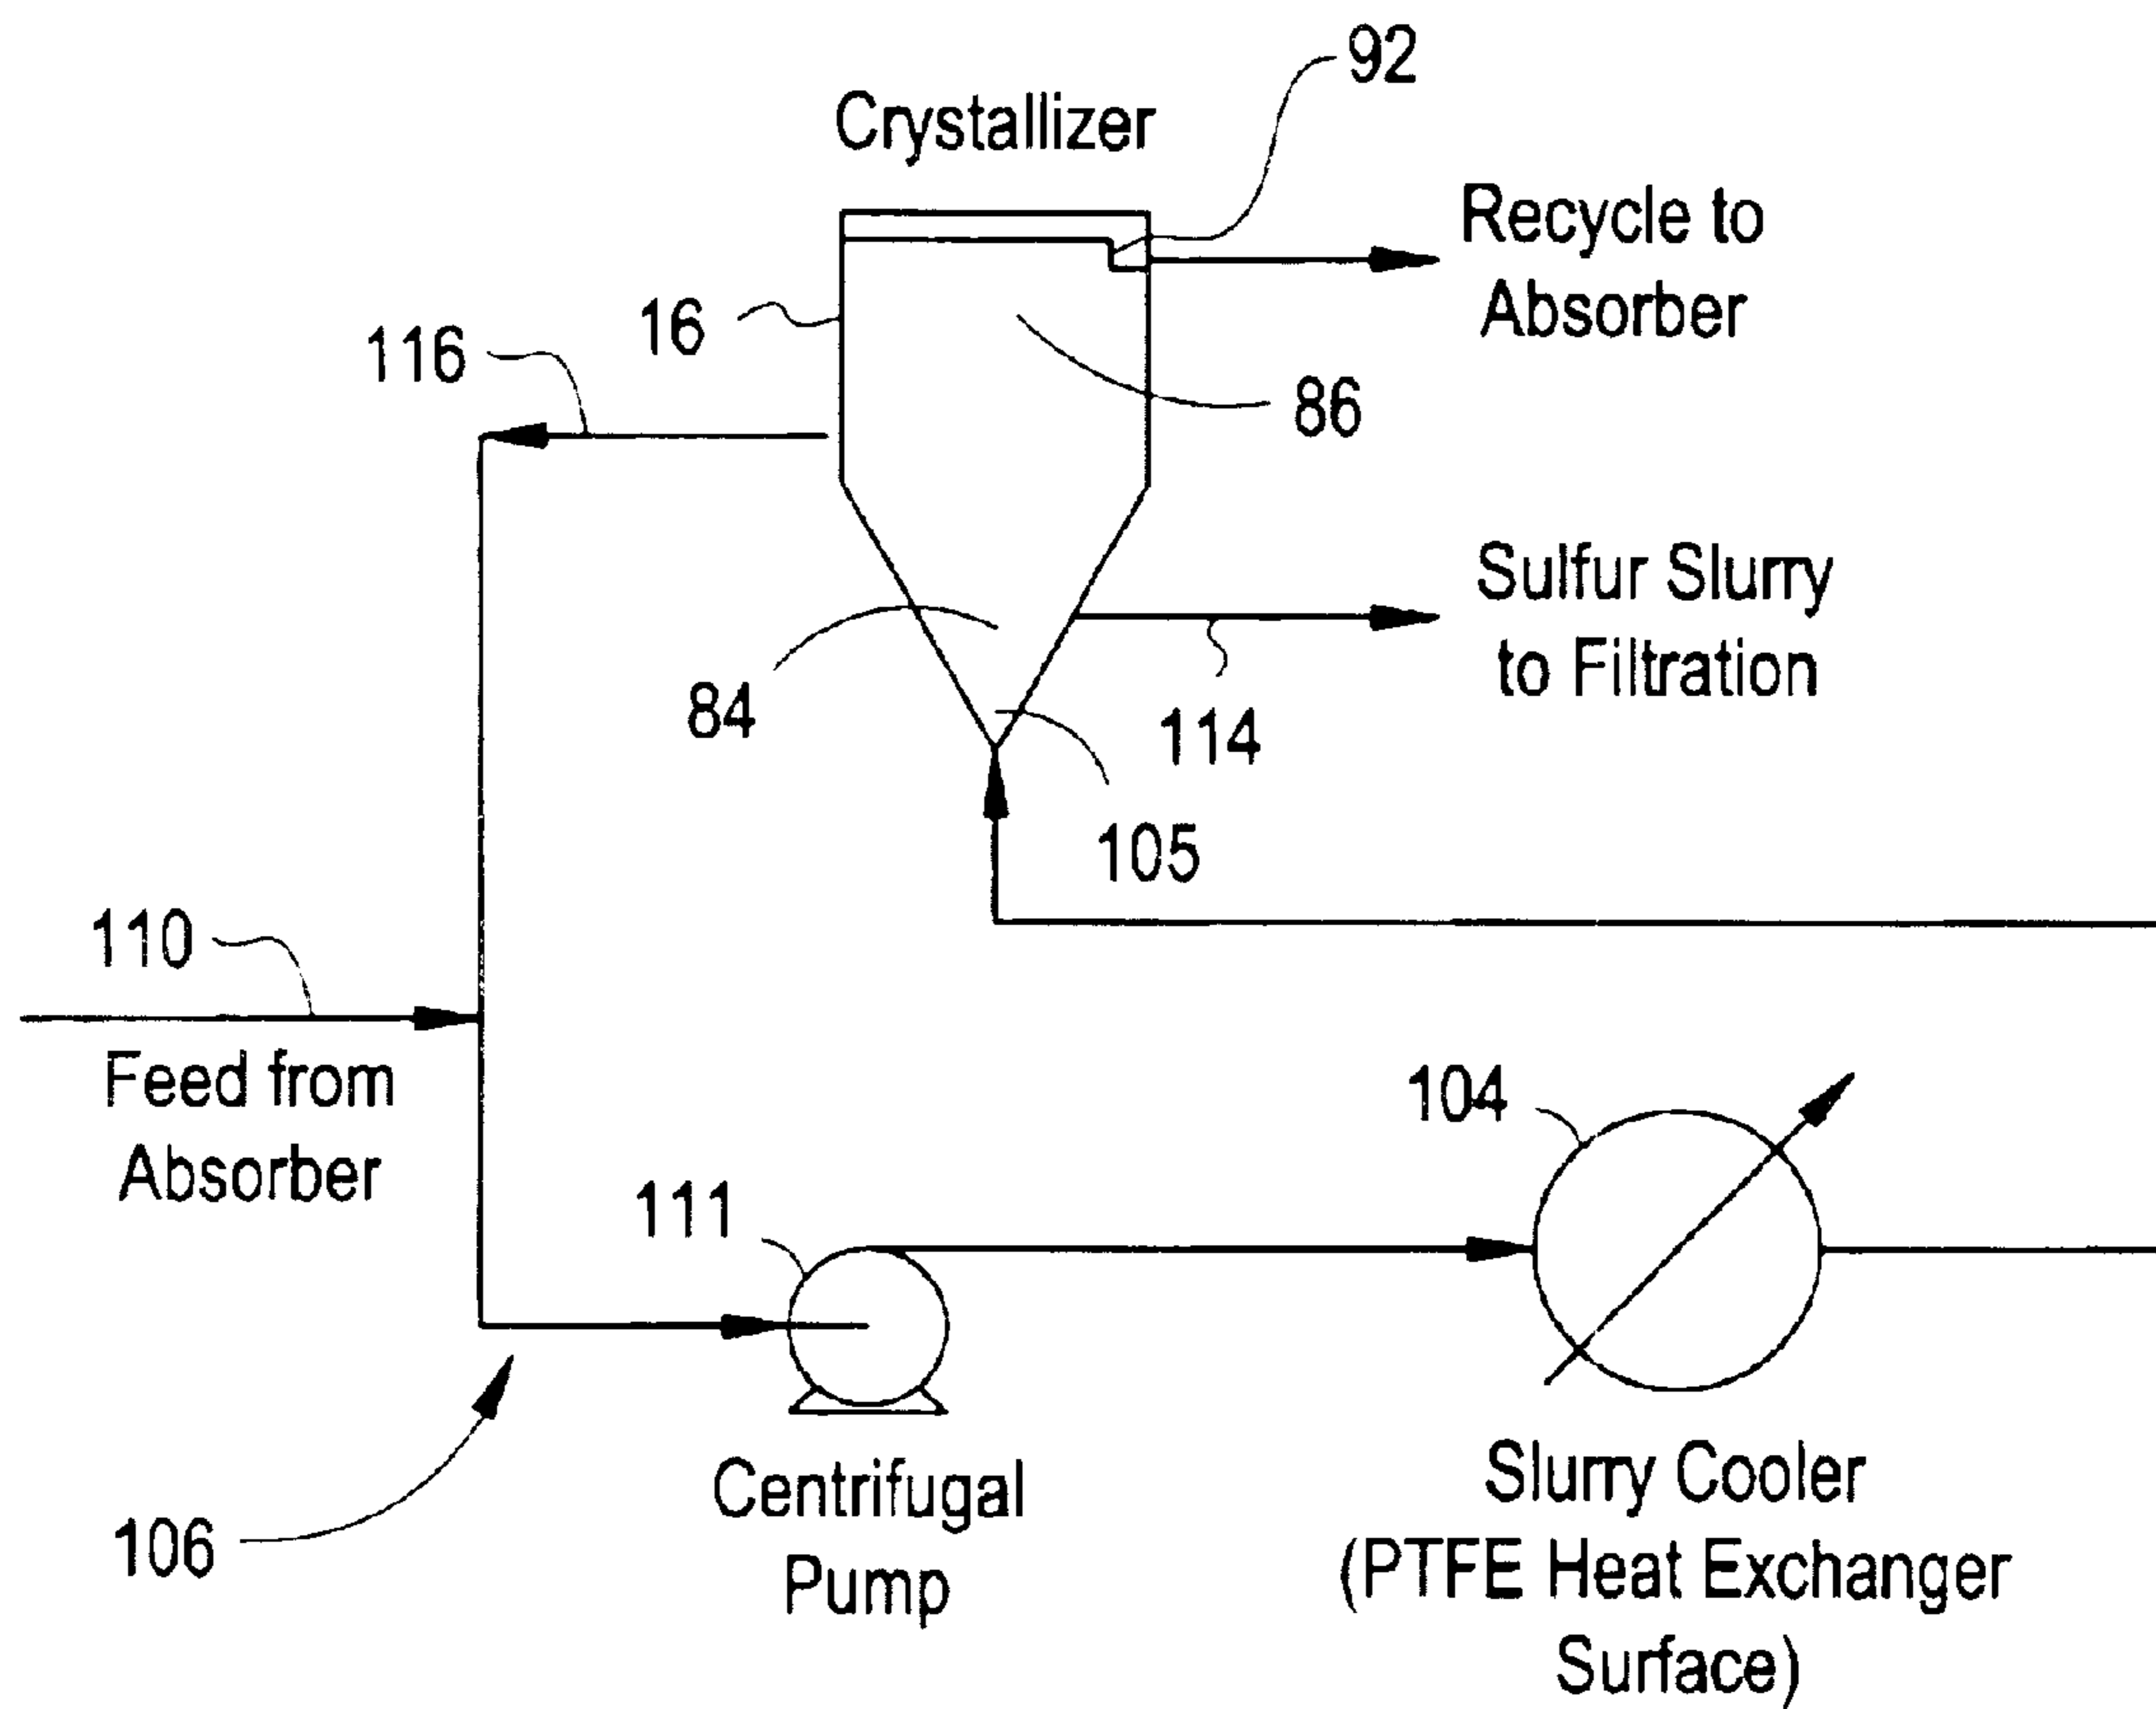 92
Crystallizer
Recycle to
Absorber
16
116
86
Sulfur Slurry
to Filtration
84
114
105
110
Feed from
Absorber
104
111
Centrifugal
Pump
Slurry Cooler
(PTFE Heat Exchanger
Surface)
106